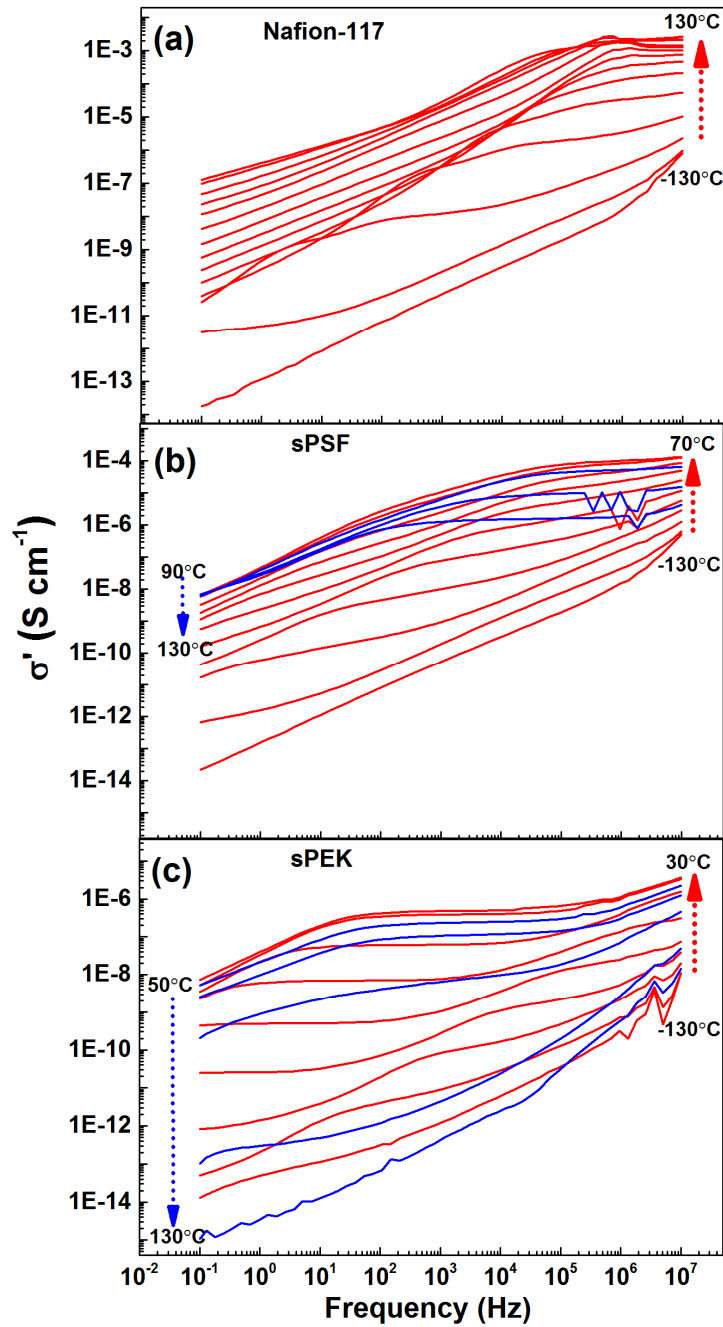 (a)
Nafion-117
130°C
1E-3
1E-5
1E-7
-130°C
1E-9
1E-11
1E-13
(b)
sPSF
70°C
1E-4
1E-6
90°C
1E-8
-130°C
130°C
1E-10
1E-12
1E-14
σ' (S cm⁻¹)
(c)
sPEK
30°C
1E-6
50°C
1E-8
-130°C
1E-10
1E-12
1E-14
130°C
10⁻² 10⁻¹ 10⁰ 10¹ 10² 10³ 10⁴ 10⁵ 10⁶ 10⁷
Frequency (Hz)